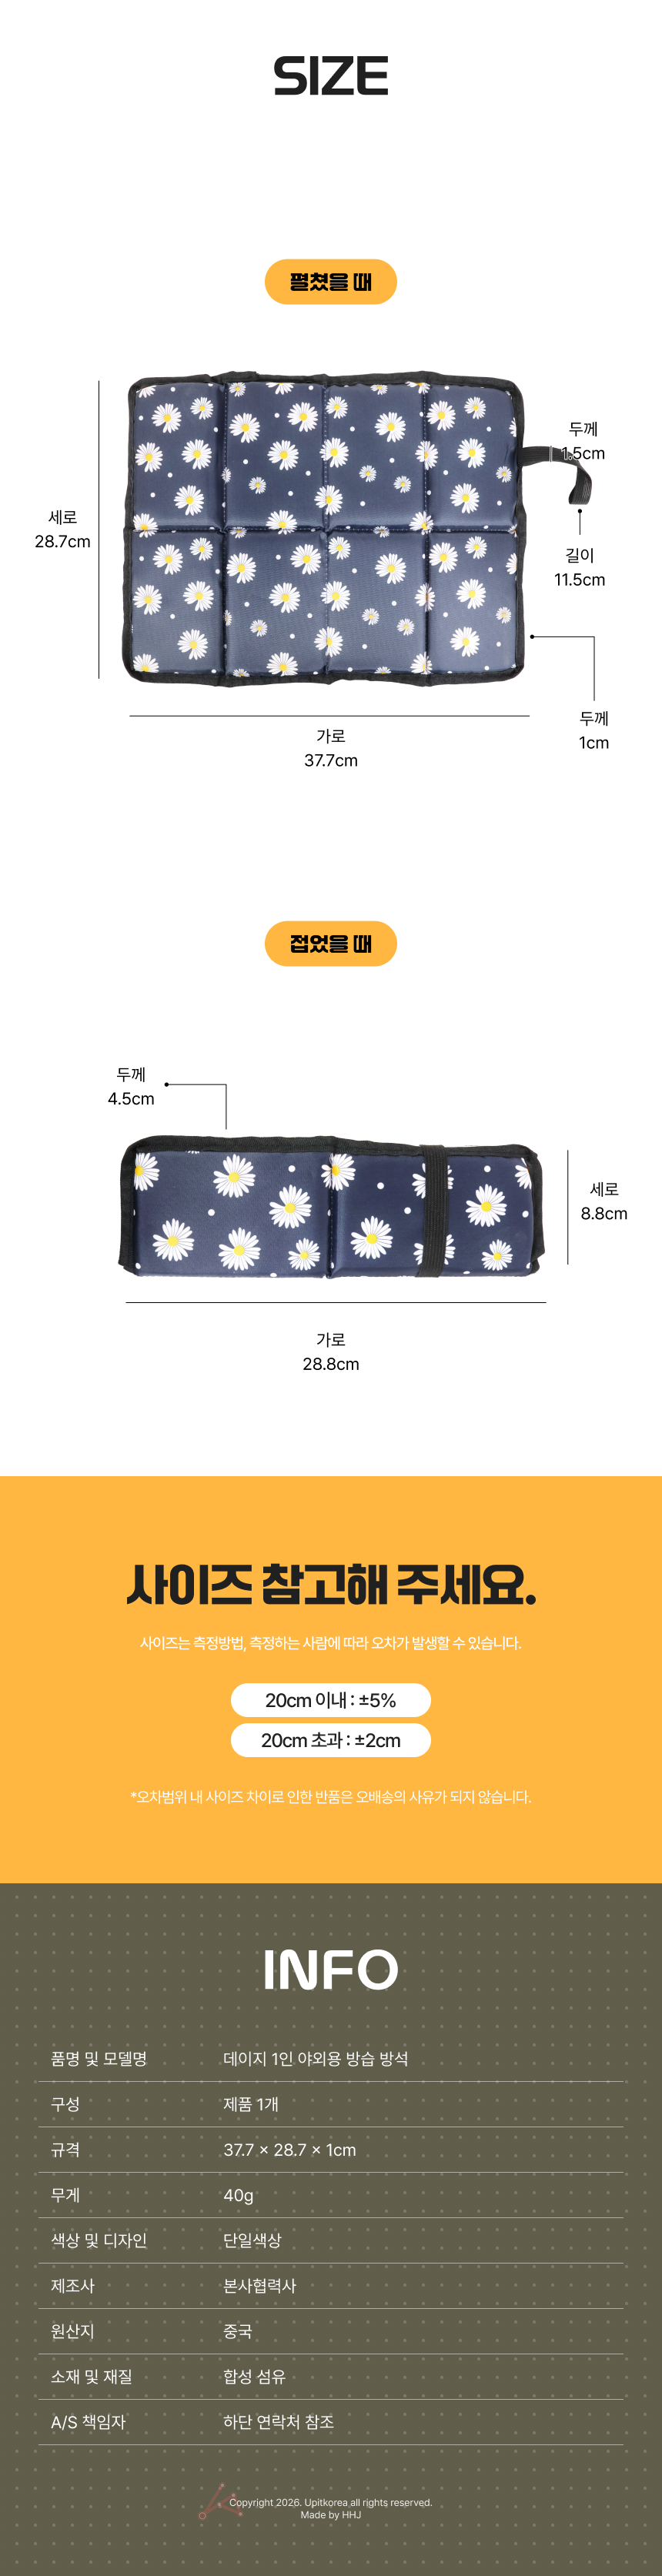 SIZE
펼쳤을 때
두께
1.5cm
세로
28.7cm
길이
11.5cm
두께
1cm
가로
37.7cm
접었을 때
두께
4.5cm
세로
8.8cm
가로
28.8cm
사이즈 참고해 주세요.
사이즈는 측정방법, 측정하는 사람에 따라 오차가 발생할 수 있습니다.
20cm 이내 : ±5%
20cm 초과 : ±2cm
*오차범위 내 사이즈 차이로 인한 반품은 오배송의 사유가 되지 않습니다.
INFO
품명 및 모델명 데이지 1인 야외용 방습 방석
구성 제품 1개
규격 37.7 × 28.7 × 1cm
무게 40g
색상 및 디자인 단일색상
제조사 본사협력사
원산지 중국
소재 및 재질 합성 섬유
A/S 책임자 하단 연락처 참조
Copyright 2026. Upitkorea all rights reserved.
Made by HHJ